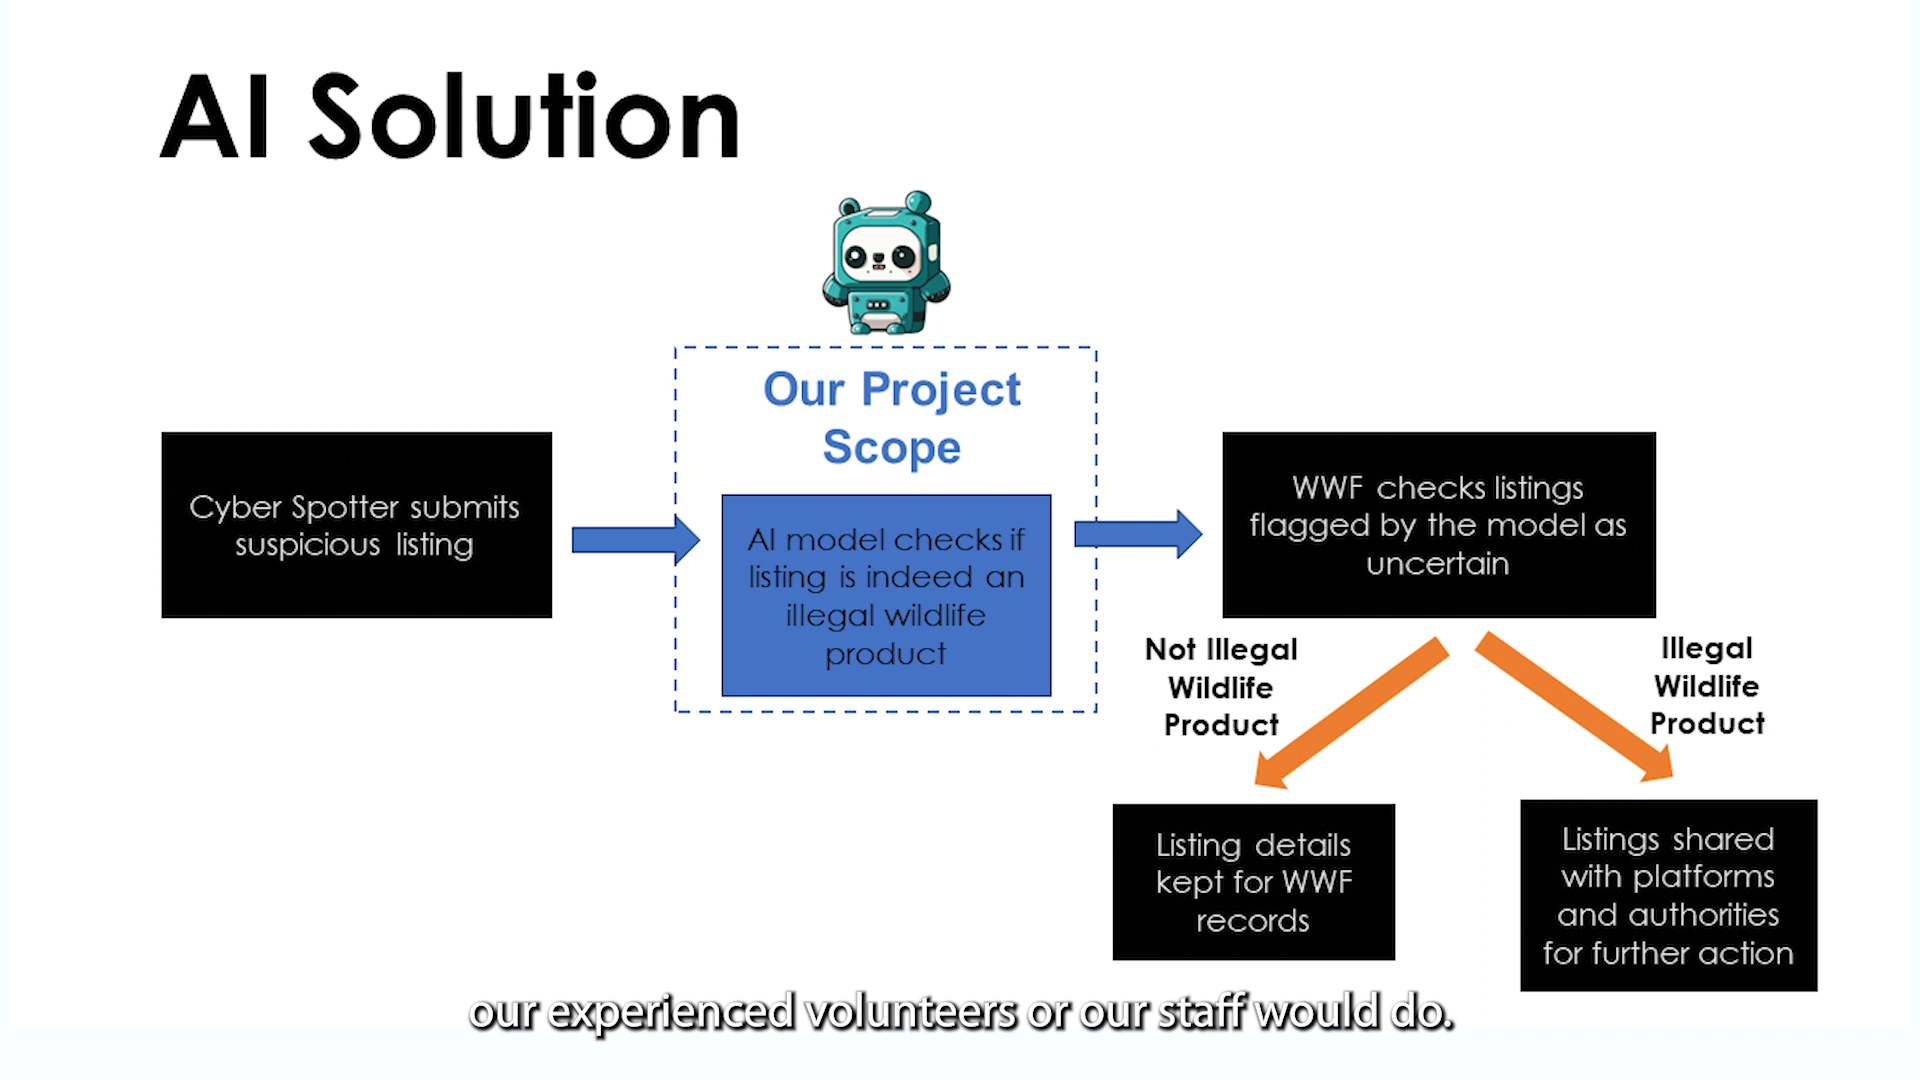 AI Solution
Our Project
Scope
Cyber Spotter submits
suspicious listing
AI model checks if
listing is indeed an
illegal wildlife
product
WWF checks listings
flagged by the model as
uncertain
Not Illegal
Wildlife
Product
Illegal
Wildlife
Product
Listing details
kept for WWF
records
Listings shared
with platforms
and authorities
for further action
our experienced volunteers or our staff would do.